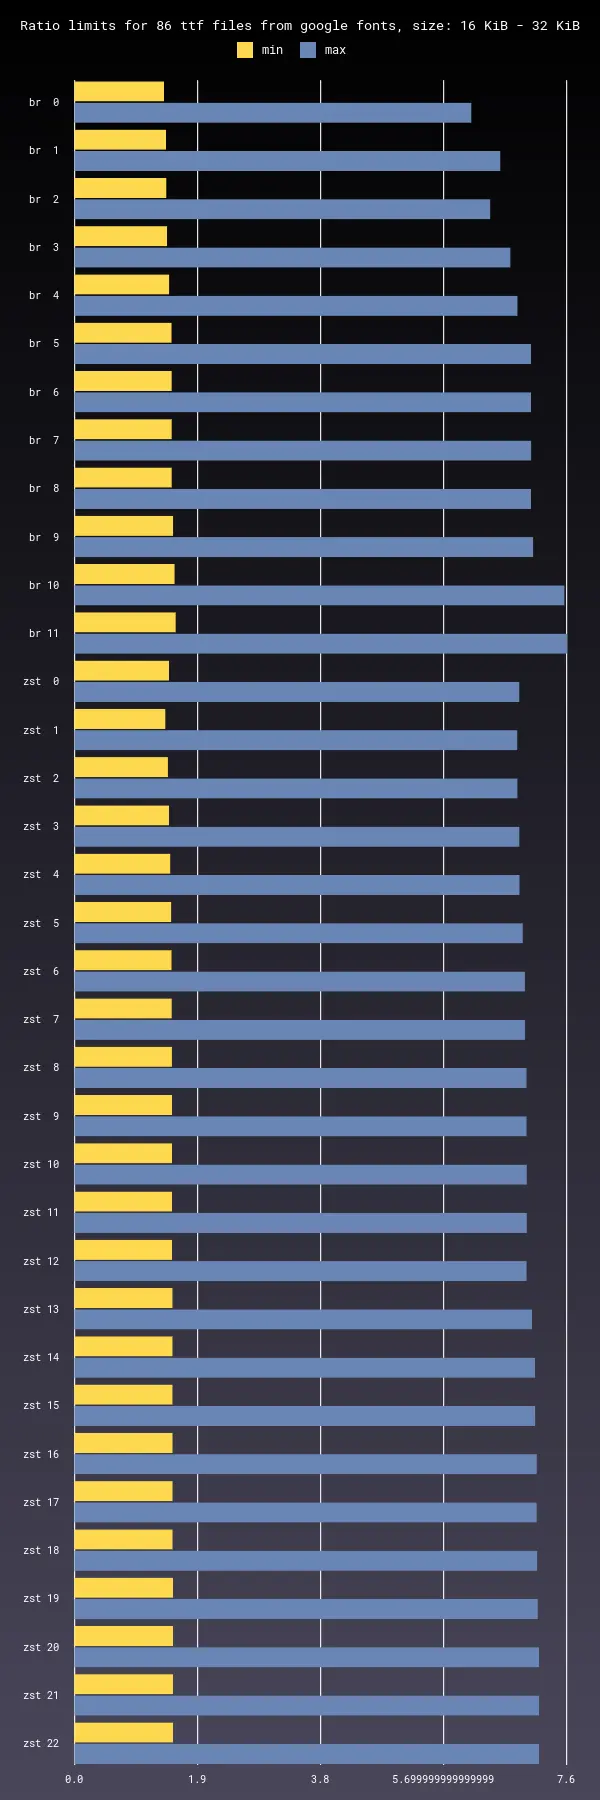 Ratio limits for 86 ttf files from google fonts, size: 16 KiB - 32 KiB
min max
br 0
br 1
br 2
br 3
br 4
br 5
br 6
br 7
br 8
br 9
br 10
br 11
zst 0
zst 1
zst 2
zst 3
zst 4
zst 5
zst 6
zst 7
zst 8
zst 9
zst 10
zst 11
zst 12
zst 13
zst 14
zst 15
zst 16
zst 17
zst 18
zst 19
zst 20
zst 21
zst 22
0.0 1.9 3.8 5.699999999999999 7.6